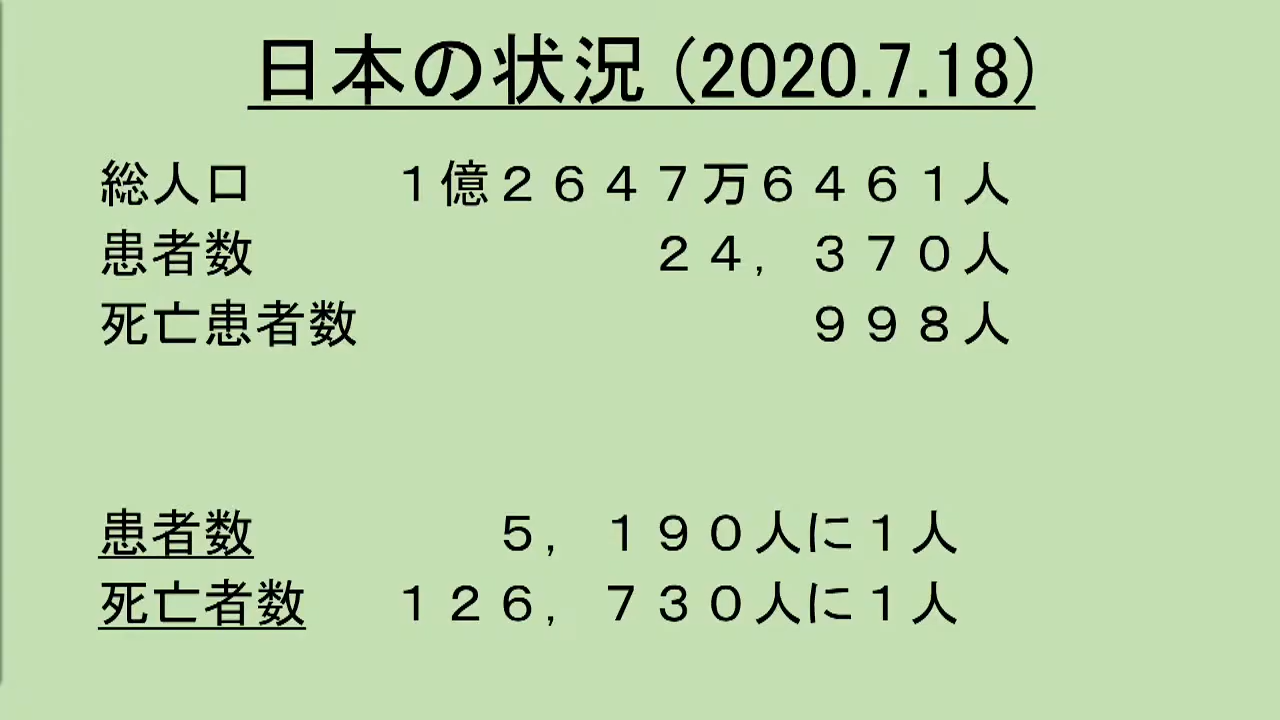 日本の状況(2020.7.18)
総人口 1億2647万6461人
患者数 24,370人
死亡患者数 998人
患者数 5,190人に1人
死亡者数 126,730人に1人